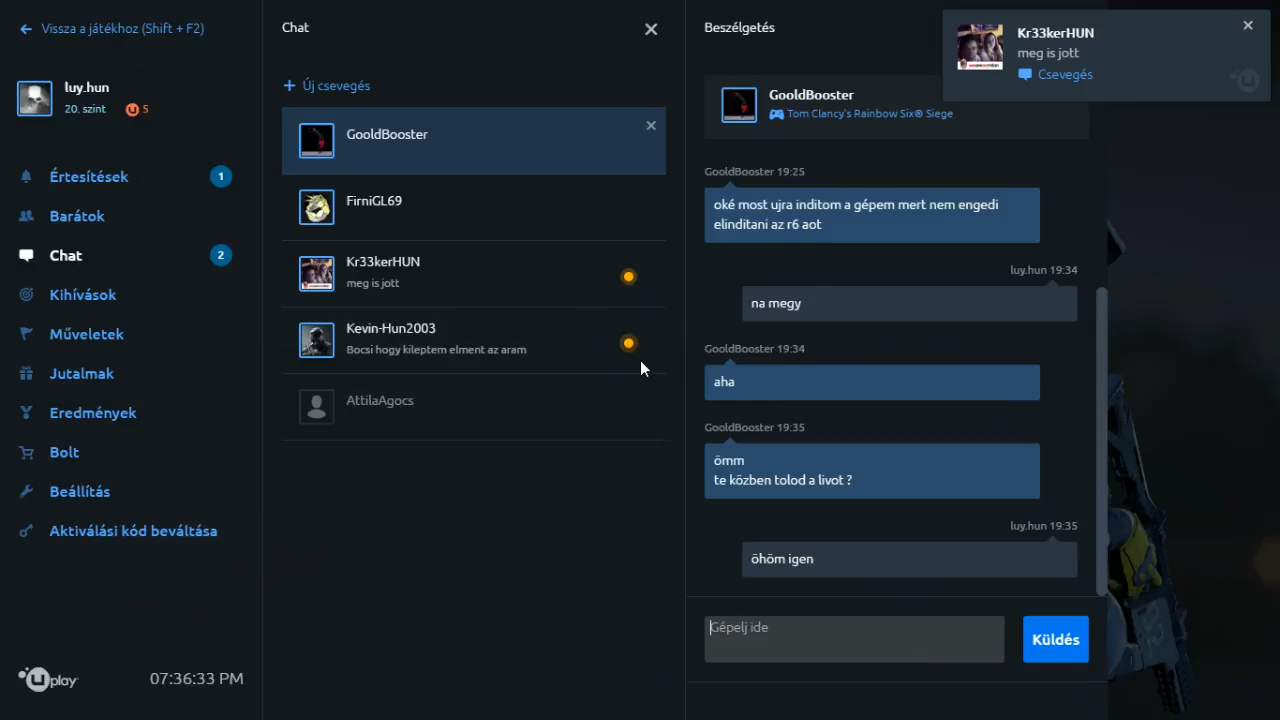 Vissza a játékhoz (Shift + F2)
luy.hun
20. szint
5
Értesítések
1
Barátok
Chat
2
Kihívások
Műveletek
Jutalmak
Eredmények
Bolt
Beállítás
Aktiválási kód beváltása
uplay
07:36:33 PM
Chat
Új csevegés
GooldBooster
FirniGL69
Kr33kerHUN
meg is jott
Kevin-Hun2003
Bocsi hogy kileptem elment az aram
AttilaAgocs
Beszélgetés
GooldBooster
Tom Clancy's Rainbow Six® Siege
GooldBooster 19:25
oké most ujra inditom a gépem mert nem engedi
elinditani az r6 aot
luy.hun 19:34
na megy
GooldBooster 19:34
aha
GooldBooster 19:35
ömm
te közben tolod a livot ?
luy.hun 19:35
öhöm igen
Gépelj ide
Küldés
Kr33kerHUN
meg is jott
Csevegés